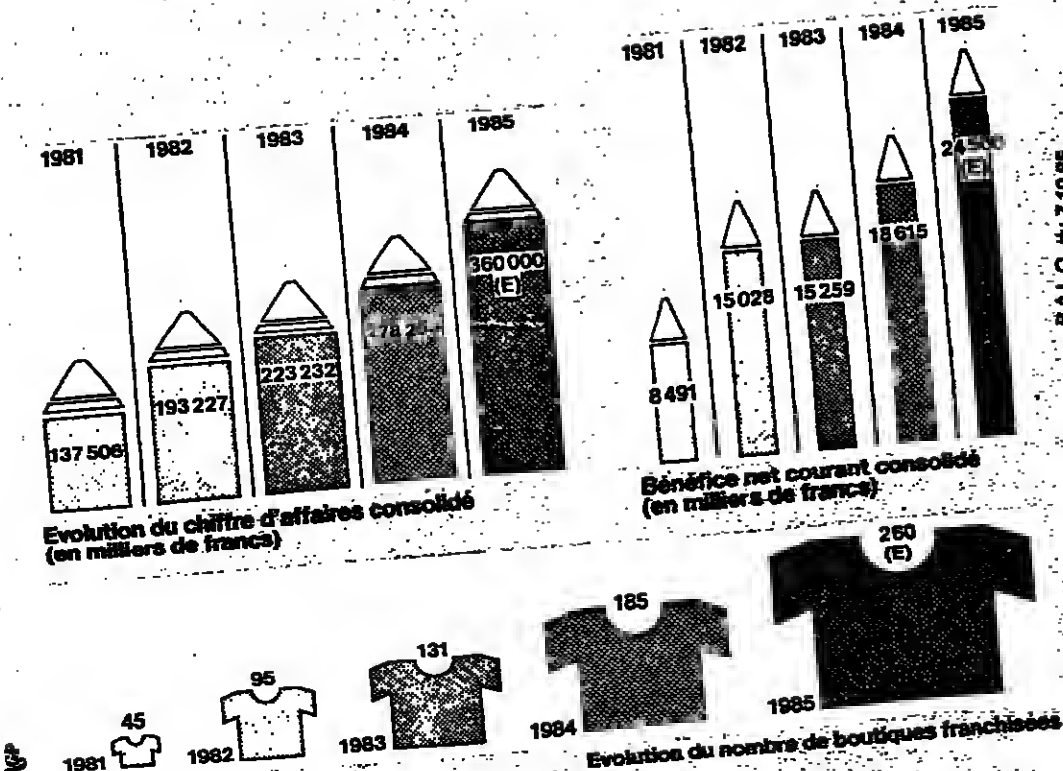 1981 1982 1983 1984 1985
137 506
193 227
223 232
360 000
(E)
Evolution du chiffre d'affaires consolidé
(en milliers de francs)
1981 1982 1983 1984 1985
8 491
15 028
15 259
18 615
24 500
(E)
Bénéfice net courant consolidé
(en milliers de francs)
45
95
131
185
260
(E)
1981
1982
1983
1984
1985
Evolution du nombre de boutiques franchisées